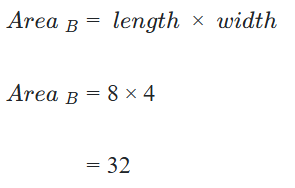 Area B = length × width
Area B = 8 × 4
= 32